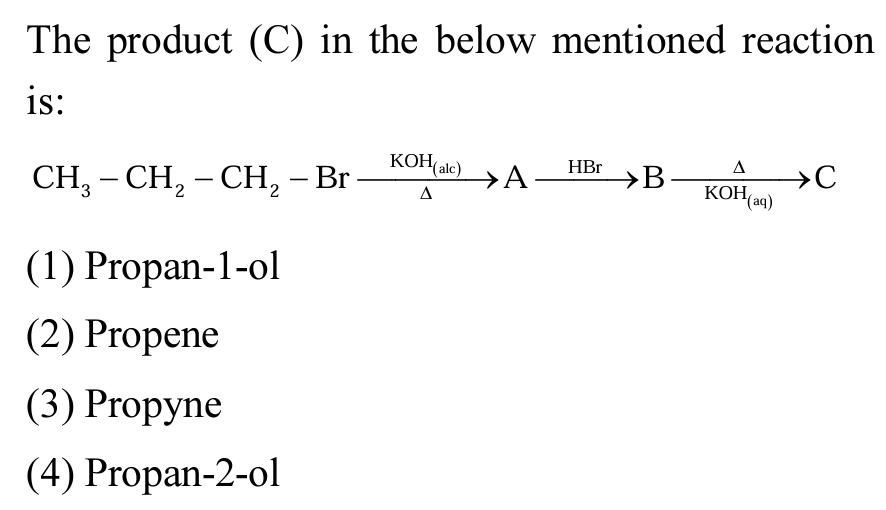 The product (C) in the below mentioned reaction
is:
CH₃ – CH₂ – CH₂ – Br —KOH(alc)/Δ→ A —HBr→ B —Δ/KOH(aq)→ C
(1) Propan-1-ol
(2) Propene
(3) Propyne
(4) Propan-2-ol